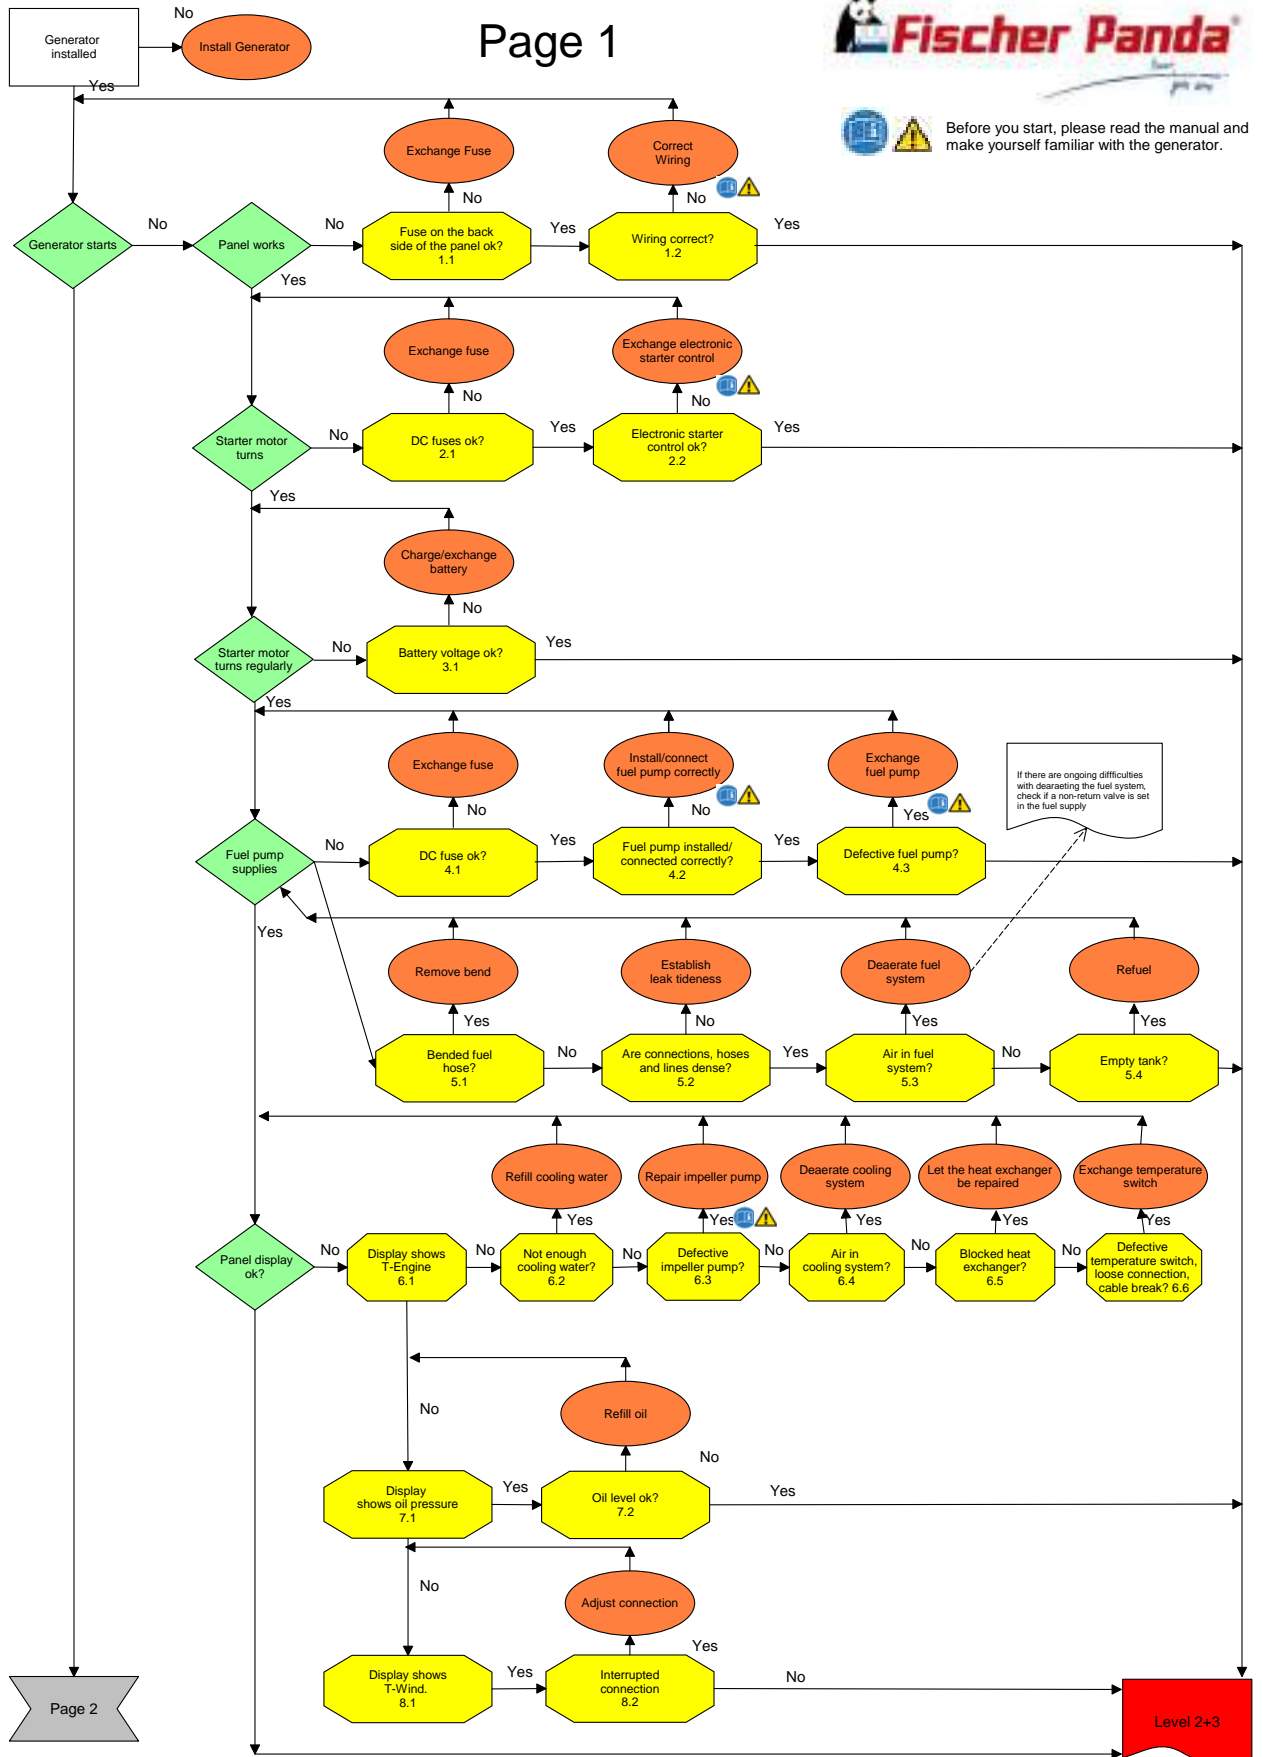 No
Generator
installed
Install Generator
Page 1
Fischer Panda
Yes
Before you start, please read the manual and
make yourself familiar with the generator.
Exchange Fuse
Correct
Wiring
No
No
Generator starts
No
Panel works
No
Fuse on the back
side of the panel ok?
1.1
Yes
Wiring correct?
1.2
Yes
Yes
Exchange fuse
Exchange electronic
starter control
No
No
Starter motor
turns
No
DC fuses ok?
2.1
Yes
Electronic starter
control ok?
2.2
Yes
Yes
Charge/exchange
battery
No
Starter motor
turns regularly
No
Battery voltage ok?
3.1
Yes
Yes
Exchange fuse
Install/connect
fuel pump correctly
Exchange
fuel pump
If there are ongoing diffficulties
with dearaeting the fuel system,
check if a non-return valve is set
in the fuel supply
No
No
Yes
Fuel pump
supplies
No
DC fuse ok?
4.1
Yes
Fuel pump installed/
connected correctly?
4.2
Yes
Defective fuel pump?
4.3
Yes
Yes
Remove bend
Establish
leak tideness
Deaerate fuel
system
Refuel
Yes
No
Yes
Yes
Bended fuel
hose?
5.1
No
Are connections, hoses
and lines dense?
5.2
Yes
Air in fuel
system?
5.3
No
Empty tank?
5.4
Refill cooling water
Repair impeller pump
Deaerate cooling
system
Let the heat exchanger
be repaired
Exchange temperature
switch
Yes
Yes
Yes
Yes
Yes
Panel display
ok?
No
Display shows
T-Engine
6.1
No
Not enough
cooling water?
6.2
No
Defective
impeller pump?
6.3
No
Air in
cooling system?
6.4
No
Blocked heat
exchanger?
6.5
No
Defective
temperature switch,
loose connection,
cable break? 6.6
No
Refill oil
No
Display
shows oil pressure
7.1
Yes
Oil level ok?
7.2
Yes
No
Adjust connection
Yes
Display shows
T-Wind.
8.1
Yes
Interrupted
connection
8.2
No
Page 2
Level 2+3